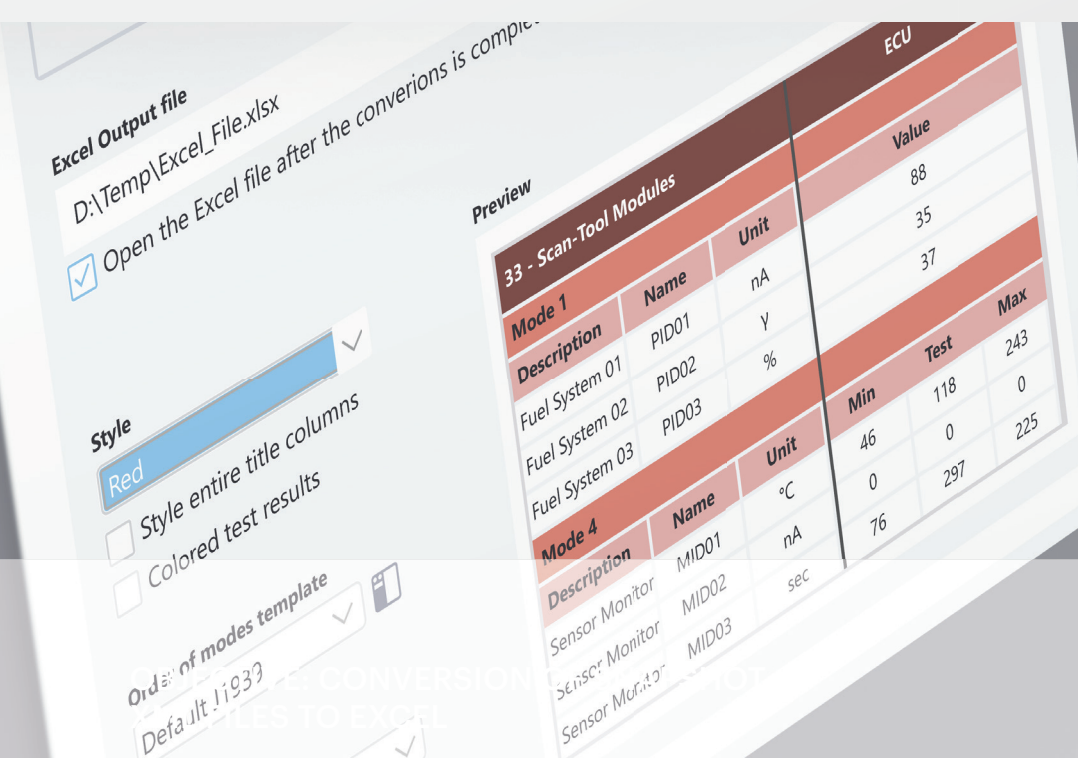 Excel Output file
D:\Temp\Excel_File.xlsx
Open the Excel file after the converions is
Style
Red
Style entire title columns
Colored test results
Order of modes template
Default J1939
Preview
33 - Scan-Tool Modules ECU
Mode 1
Description Name Unit Value
Fuel System 01 PID01 nA 88
Fuel System 02 PID02 γ 35
Fuel System 03 PID03 % 37
Mode 4
Description Name Unit Min Test Max
Sensor Monitor MID01 °C 46 118 243
Sensor Monitor MID02 nA 0 0 0
Sensor Monitor MID03 sec 76 297 225
CONVERSION
FILES TO EXCEL